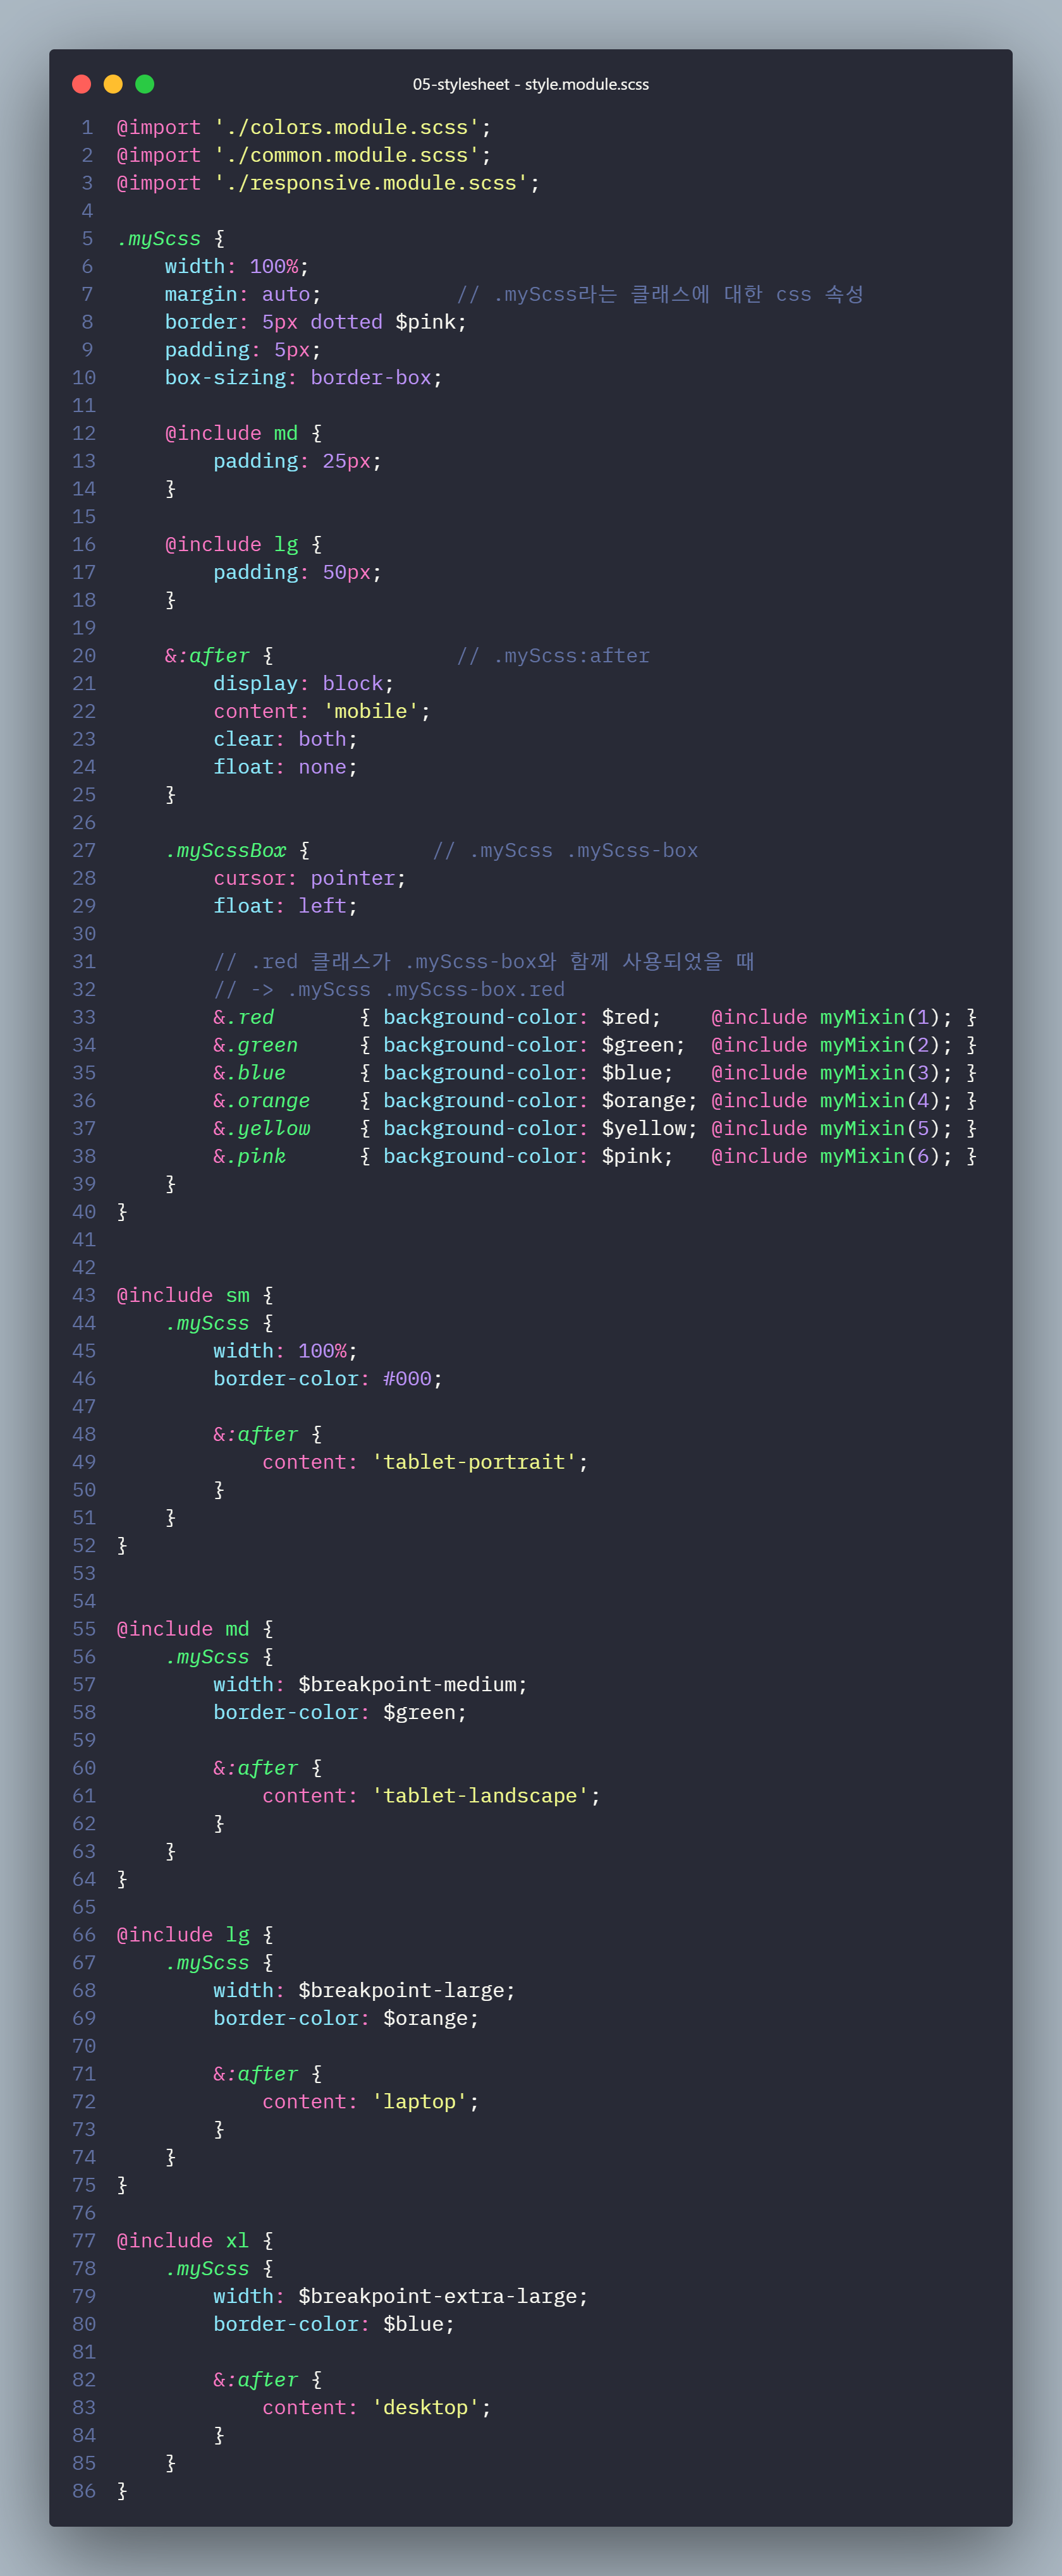 05-stylesheet - style.module.scss
1 @import './colors.module.scss';
2 @import './common.module.scss';
3 @import './responsive.module.scss';
4
5 .myScss {
6     width: 100%;
7     margin: auto;           // .myScss라는 클래스에 대한 css 속성
8     border: 5px dotted $pink;
9     padding: 5px;
10     box-sizing: border-box;
11
12     @include md {
13         padding: 25px;
14     }
15
16     @include lg {
17         padding: 50px;
18     }
19
20     &:after {               // .myScss:after
21         display: block;
22         content: 'mobile';
23         clear: both;
24         float: none;
25     }
26
27     .myScssBox {          // .myScss .myScss-box
28         cursor: pointer;
29         float: left;
30
31         // .red 클래스가 .myScss-box와 함께 사용되었을 때
32         // -> .myScss .myScss-box.red
33         &.red       { background-color: $red;    @include myMixin(1); }
34         &.green     { background-color: $green;  @include myMixin(2); }
35         &.blue      { background-color: $blue;   @include myMixin(3); }
36         &.orange    { background-color: $orange; @include myMixin(4); }
37         &.yellow    { background-color: $yellow; @include myMixin(5); }
38         &.pink      { background-color: $pink;   @include myMixin(6); }
39     }
40 }
41
42
43 @include sm {
44     .myScss {
45         width: 100%;
46         border-color: #000;
47
48         &:after {
49             content: 'tablet-portrait';
50         }
51     }
52 }
53
54
55 @include md {
56     .myScss {
57         width: $breakpoint-medium;
58         border-color: $green;
59
60         &:after {
61             content: 'tablet-landscape';
62         }
63     }
64 }
65
66 @include lg {
67     .myScss {
68         width: $breakpoint-large;
69         border-color: $orange;
70
71         &:after {
72             content: 'laptop';
73         }
74     }
75 }
76
77 @include xl {
78     .myScss {
79         width: $breakpoint-extra-large;
80         border-color: $blue;
81
82         &:after {
83             content: 'desktop';
84         }
85     }
86 }